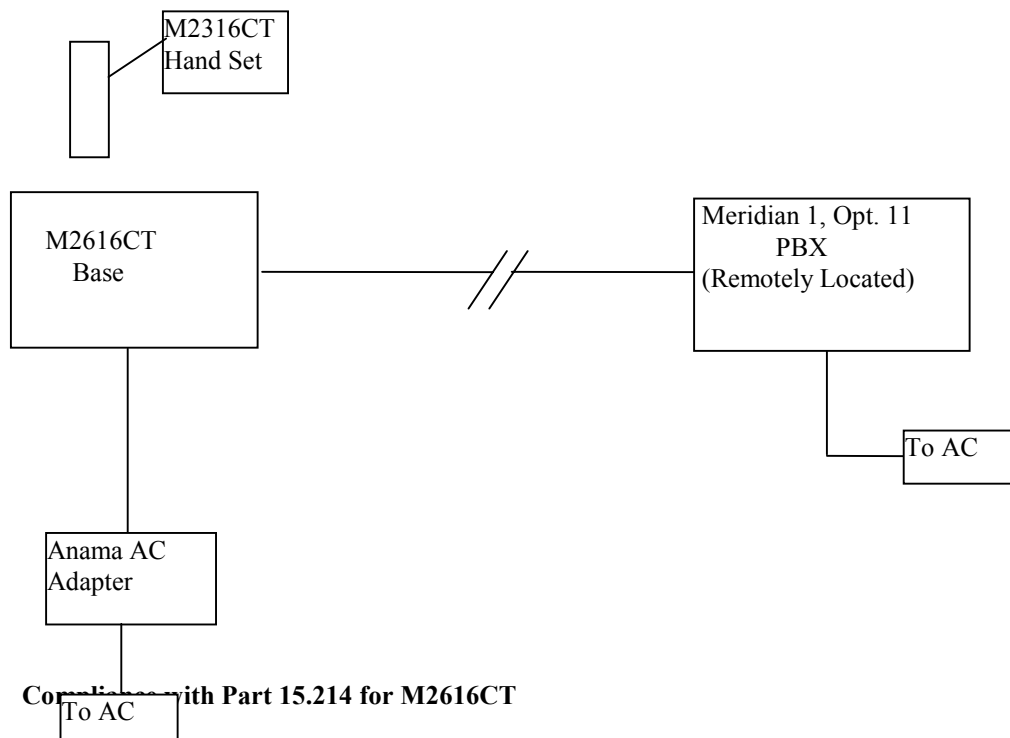 M2316CT
Hand Set
M2616CT
Base
Meridian 1, Opt. 11
PBX
(Remotely Located)
To AC
Anama AC
Adapter
Compliance with Part 15.214 for M2616CT
To AC